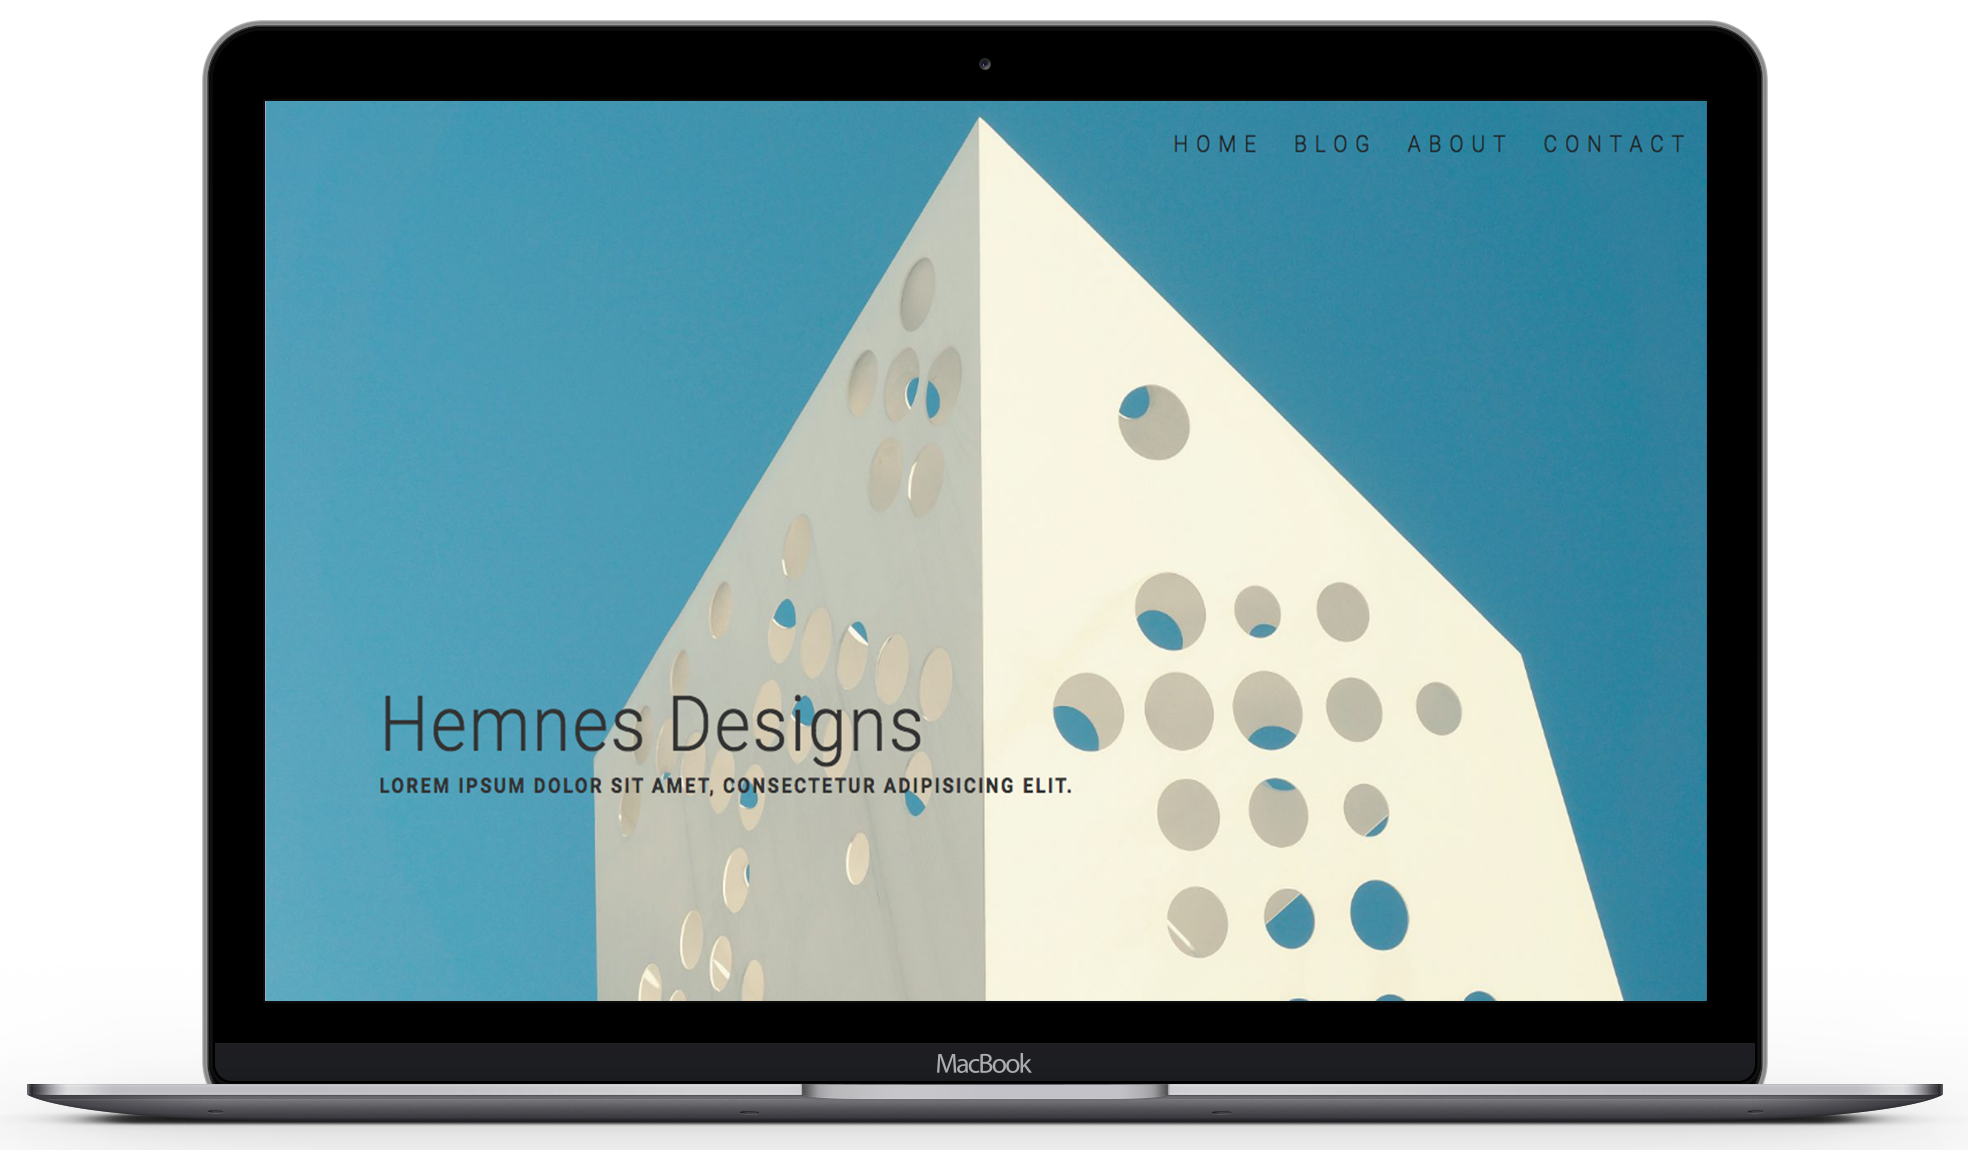 HOME BLOG ABOUT CONTACT
Hemnes Designs
LOREM IPSUM DOLOR SIT AMET, CONSECTETUR ADIPISICING ELIT.
MacBook